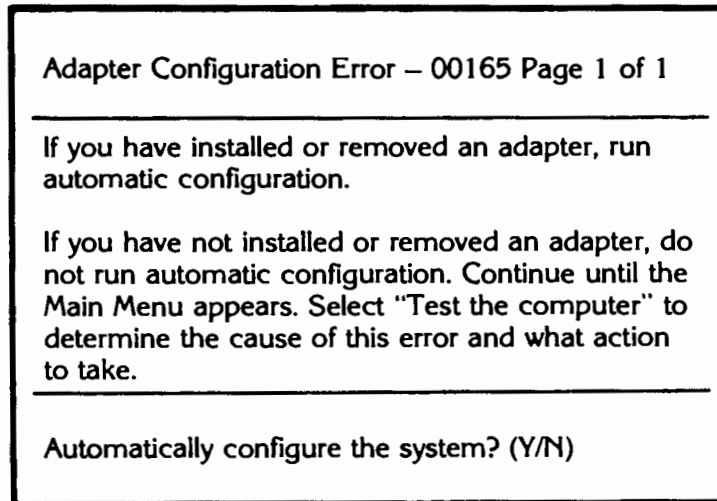 Adapter Configuration Error – 00165 Page 1 of 1
If you have installed or removed an adapter, run
automatic configuration.
If you have not installed or removed an adapter, do
not run automatic configuration. Continue until the
Main Menu appears. Select “Test the computer” to
determine the cause of this error and what action
to take.
Automatically configure the system? (Y/N)